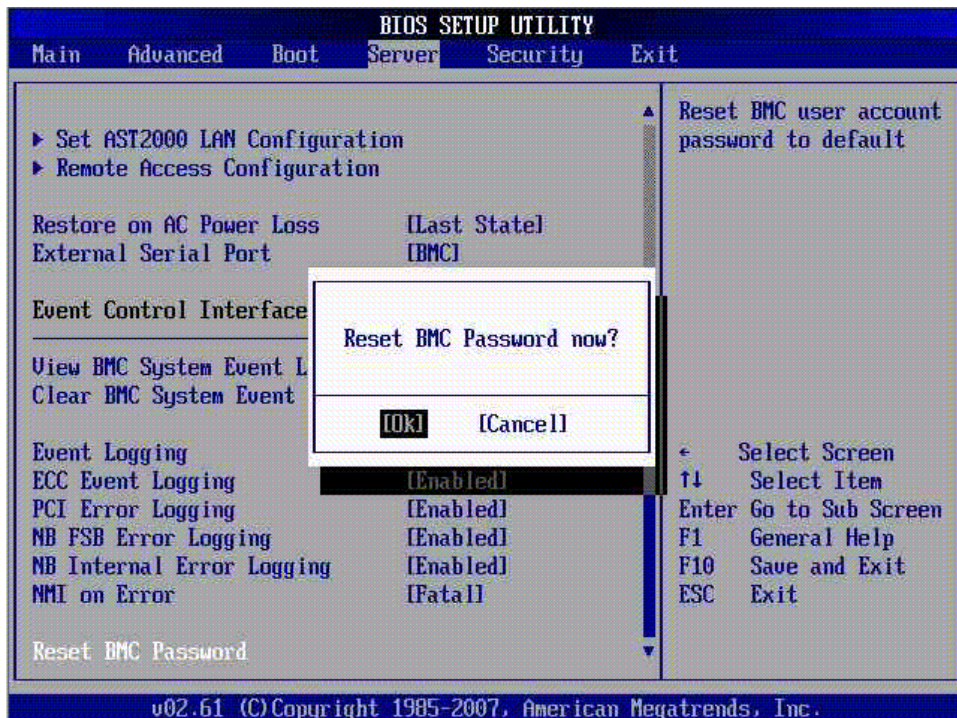 BIOS SETUP UTILITY
Main Advanced Boot Server Security Exit
▶ Set AST2000 LAN Configuration
▶ Remote Access Configuration
Restore on AC Power Loss [Last State]
External Serial Port [BMC]
Event Control Interface
View BMC System Event L
Clear BMC System Event
Event Logging
ECC Event Logging [Enabled]
PCI Error Logging [Enabled]
NB FSB Error Logging [Enabled]
NB Internal Error Logging [Enabled]
NMI on Error [Fatal]
Reset BMC Password
Reset BMC Password now?
[Ok] [Cancel]
Reset BMC user account
password to default
← Select Screen
↑↓ Select Item
Enter Go to Sub Screen
F1 General Help
F10 Save and Exit
ESC Exit
v02.61 (C)Copyright 1985-2007, American Megatrends, Inc.